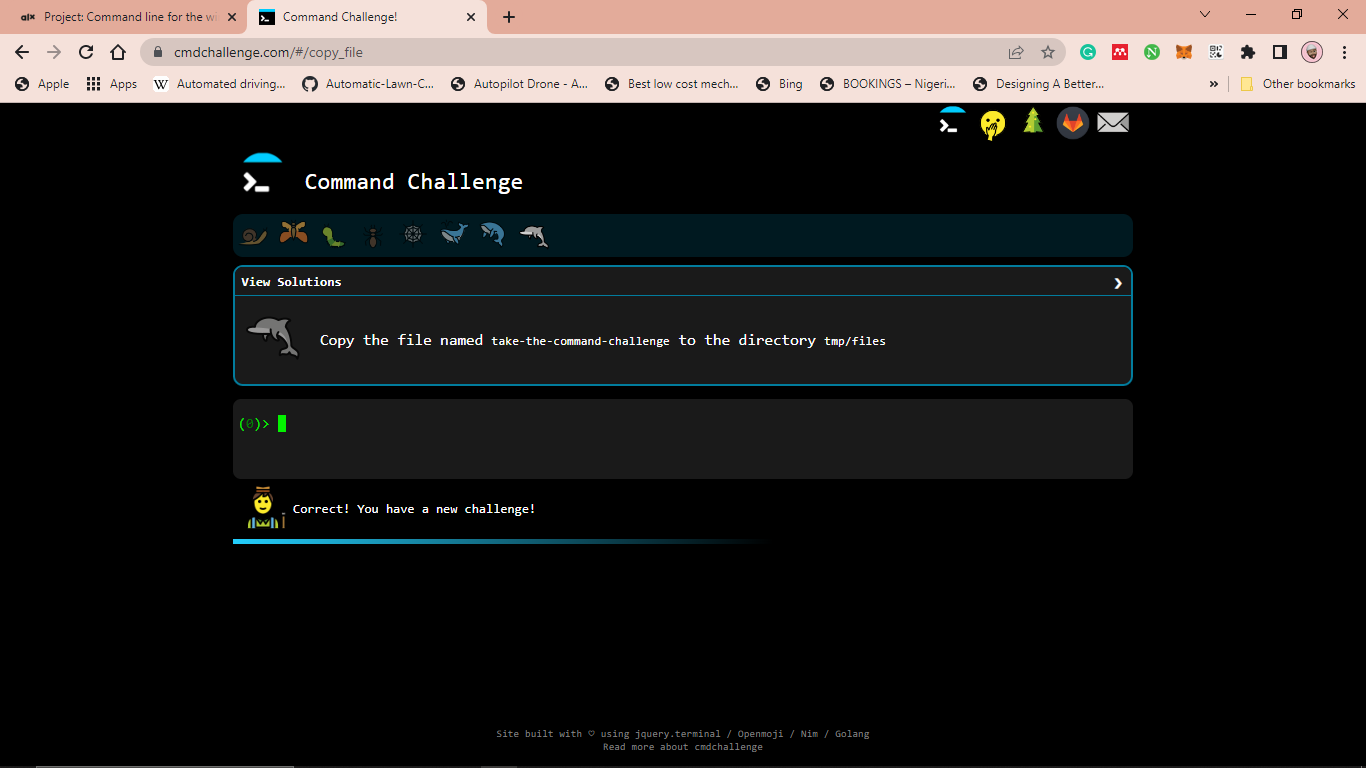 Project: Command line for the wi
Command Challenge!
cmdchallenge.com/#/copy_file
Apple
Apps
Automated driving...
Automatic-Lawn-C...
Autopilot Drone - A...
Best low cost mech...
Bing
BOOKINGS – Nigeri...
Designing A Better...
»
Other bookmarks
Command Challenge
View Solutions
Copy the file named take-the-command-challenge to the directory tmp/files
(0)>
Correct! You have a new challenge!
Site built with ♡ using jquery.terminal / Openmoji / Nim / Golang
Read more about cmdchallenge